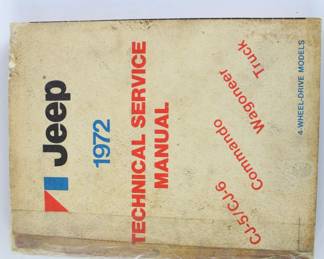 Jeep®
1972
TECHNICAL SERVICE
MANUAL
CJ-5/CJ-6
Commando
Wagoneer
Truck
4-WHEEL-DRIVE MODELS